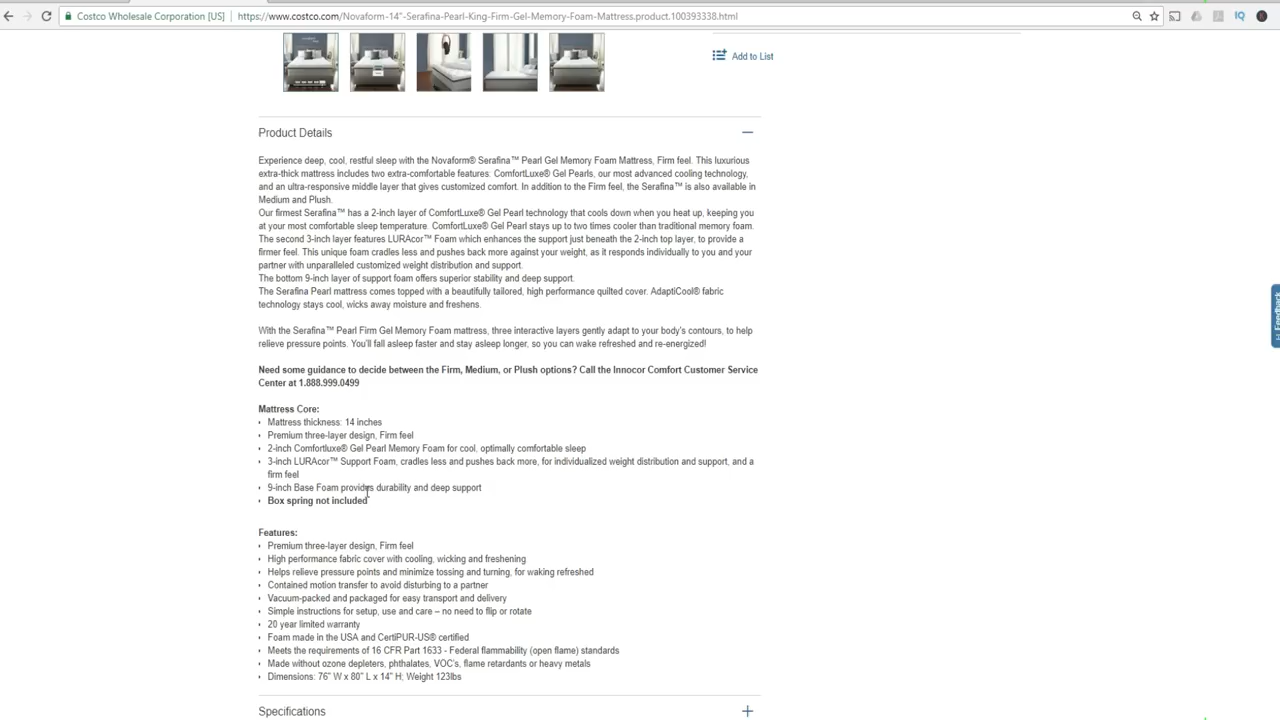 Costco Wholesale Corporation [US] | https://www.costco.com/Novaform-14"-Serafina-Pearl-King-Firm-Gel-Memory-Foam-Mattress.product.100393338.html
Add to List
Product Details
Experience deep, cool, restful sleep with the Novaform® Serafina™ Pearl Gel Memory Foam Mattress, Firm feel. This luxurious
extra-thick mattress includes two extra-comfortable features. ComfortLuxe® Gel Pearls, our most advanced cooling technology,
and an ultra-responsive middle layer that gives customized comfort. In addition to the Firm feel, the Serafina™ is also available in
Medium and Plush.
Our firmest Serafina™ has a 2-inch layer of ComfortLuxe® Gel Pearl technology that cools down when you heat up, keeping you
at your most comfortable sleep temperature. ComfortLuxe® Gel Pearl stays up to two times cooler than traditional memory foam.
The second 3-inch layer features LURAcor™ Foam which enhances the support just beneath the 2-inch top layer, to provide a
firmer feel. This unique foam cradles less and pushes back more against your weight, as it responds individually to you and your
partner with unparalleled customized weight distribution and support.
The bottom 9-inch layer of support foam offers superior stability and deep support.
The Serafina Pearl mattress comes topped with a beautifully tailored, high performance quilted cover. AdaptiCool® fabric
technology stays cool, wicks away moisture and freshens.
With the Serafina™ Pearl Firm Gel Memory Foam mattress, three interactive layers gently adapt to your body's contours, to help
relieve pressure points. You'll fall asleep faster and stay asleep longer, so you can wake refreshed and re-energized!
Need some guidance to decide between the Firm, Medium, or Plush options? Call the Innocor Comfort Customer Service
Center at 1.888.999.0499
Mattress Core:
• Mattress thickness: 14 inches
• Premium three-layer design, Firm feel
• 2-inch Comfortluxe® Gel Pearl Memory Foam for cool, optimally comfortable sleep
• 3-inch LURAcor™ Support Foam, cradles less and pushes back more, for individualized weight distribution and support, and a
firm feel
• 9-inch Base Foam provides durability and deep support
• Box spring not included
Features:
• Premium three-layer design, Firm feel
• High performance fabric cover with cooling, wicking and freshening
• Helps relieve pressure points and minimize tossing and turning, for waking refreshed
• Contained motion transfer to avoid disturbing to a partner
• Vacuum-packed and packaged for easy transport and delivery
• Simple instructions for setup, use and care – no need to flip or rotate
• 20 year limited warranty
• Foam made in the USA and CertiPUR-US® certified
• Meets the requirements of 16 CFR Part 1633 - Federal flammability (open flame) standards
• Made without ozone depleters, phthalates, VOC's, flame retardants or heavy metals
• Dimensions: 76" W x 80" L x 14" H; Weight 123lbs
Specifications
Feedback